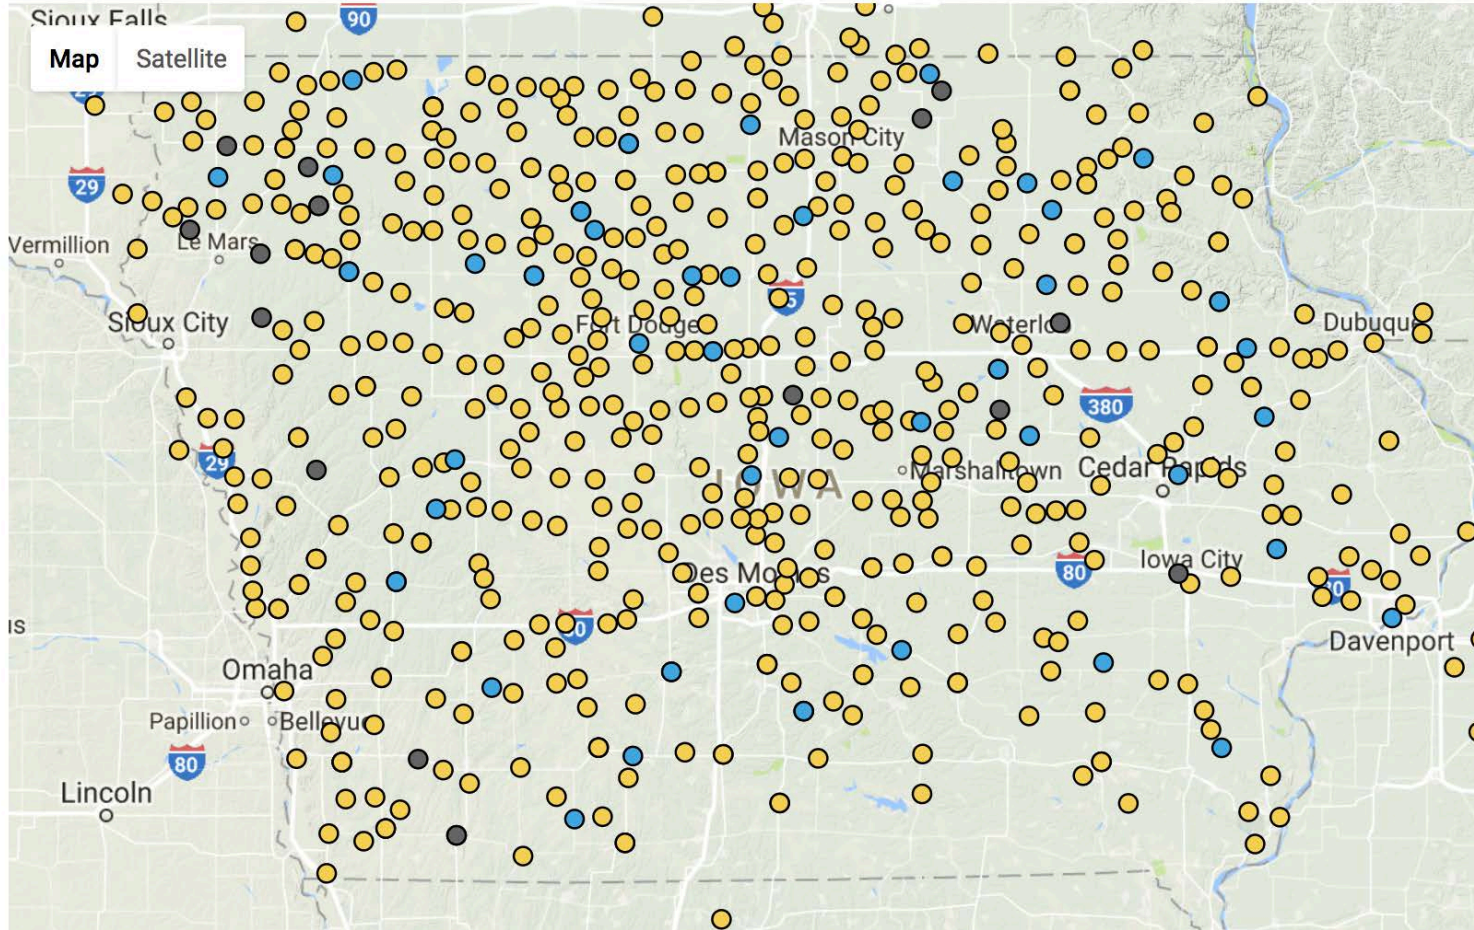 Sioux Falls
90
Map
Satellite
Mason City
29
Vermillion
Le Mars
Sioux City
Fort Dodge
Waterloo
Dubuque
380
29
IOWA
Marshalltown
Cedar Rapids
Des Moines
80
Iowa City
Davenport
Omaha
Papillion
Bellevue
80
Lincoln